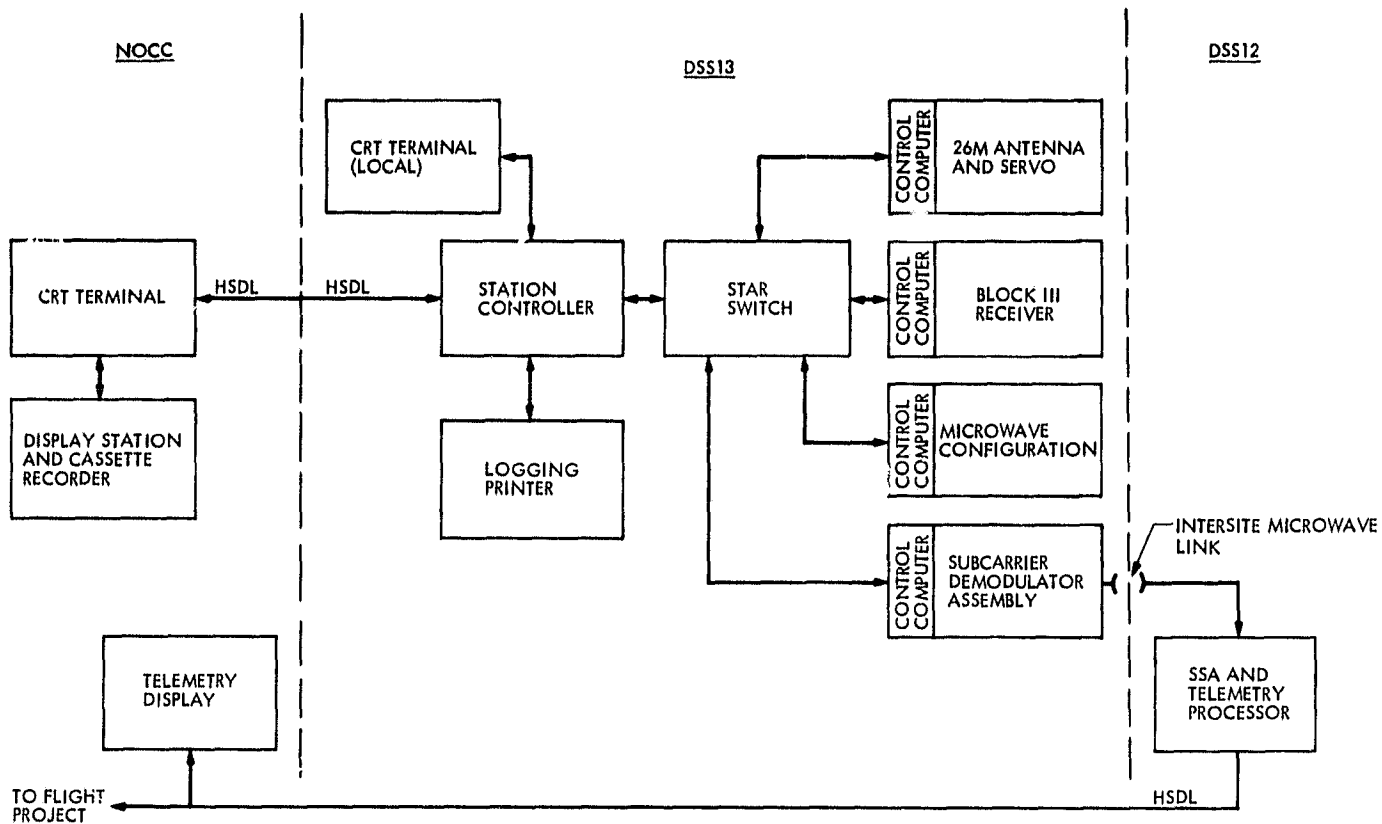 NOCC
DSS13
DSS12
CRT TERMINAL
(LOCAL)
CONTROL
COMPUTER
26M ANTENNA
AND SERVO
CRT TERMINAL
HSDL
HSDL
STATION
CONTROLLER
STAR
SWITCH
CONTROL
COMPUTER
BLOCK III
RECEIVER
DISPLAY STATION
AND CASSETTE
RECORDER
LOGGING
PRINTER
CONTROL
COMPUTER
MICROWAVE
CONFIGURATION
CONTROL
COMPUTER
SUBCARRIER
DEMODULATOR
ASSEMBLY
INTERSITE MICROWAVE
LINK
TELEMETRY
DISPLAY
SSA AND
TELEMETRY
PROCESSOR
TO FLIGHT
PROJECT
HSDL